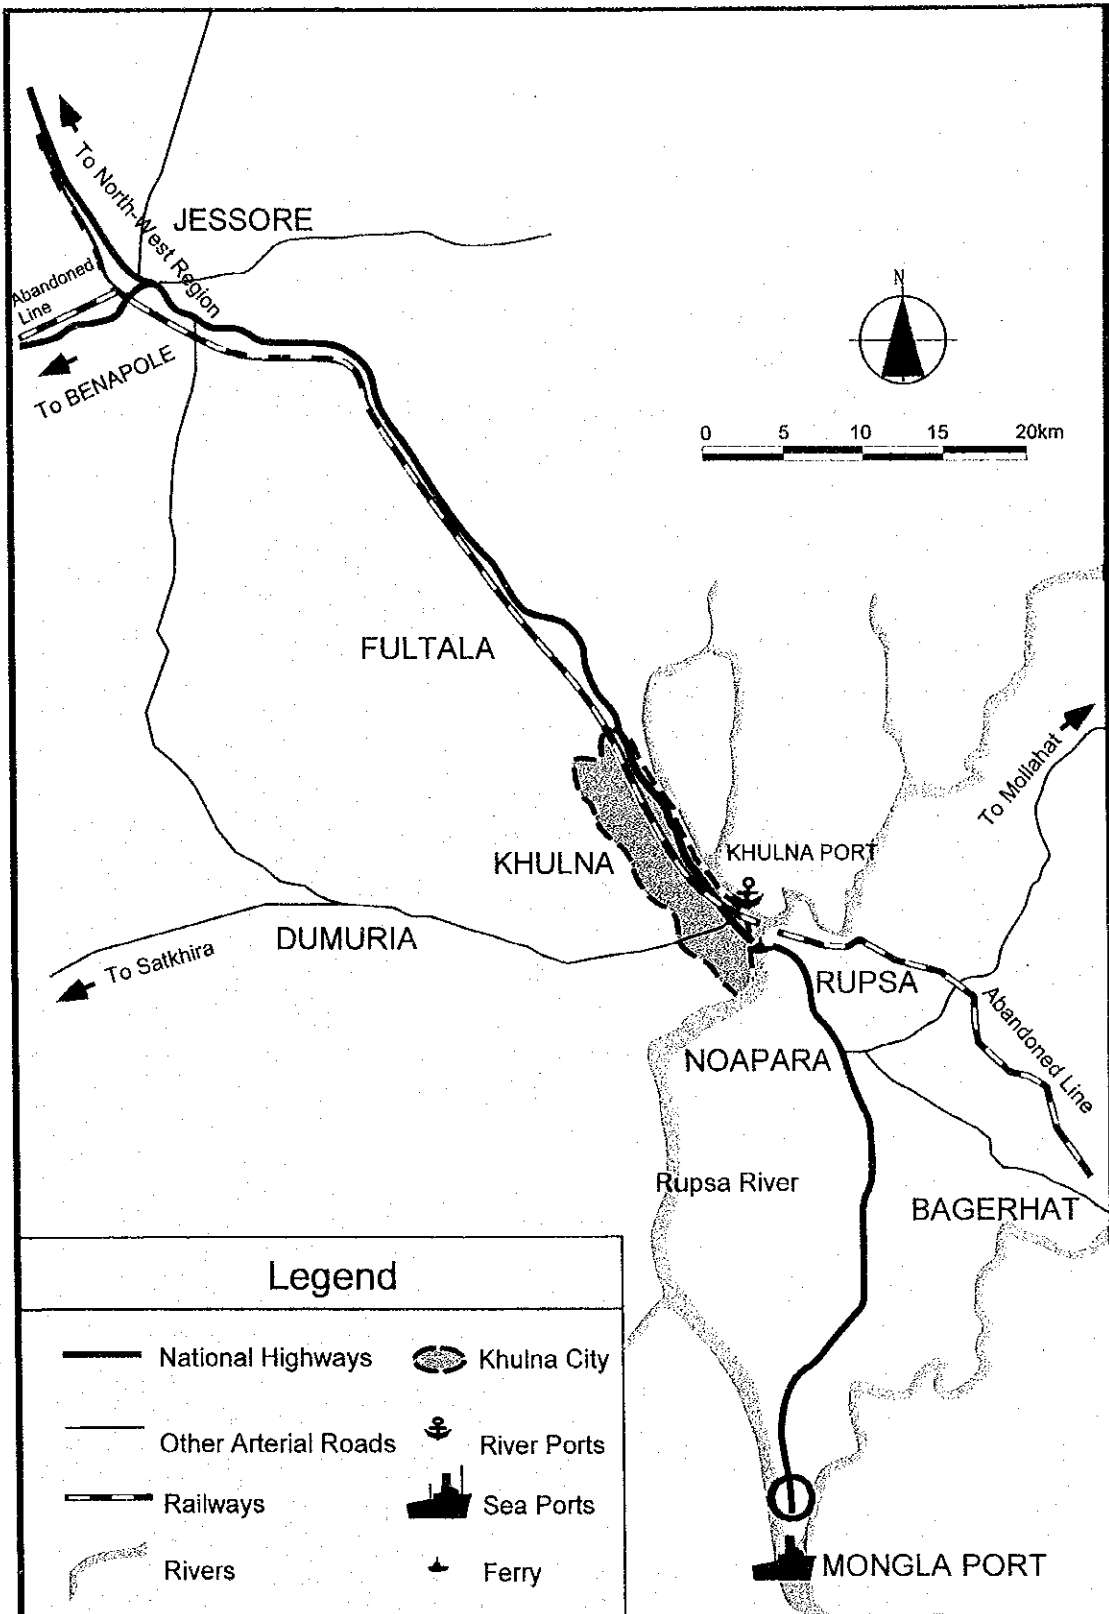 To North-West Region
JESSORE
Abandoned
Line
To BENAPOLE
N
0 5 10 15 20km
FULTALA
To Mollahat
KHULNA PORT
KHULNA
DUMURIA
To Satkhira
RUPSA
Abandoned Line
NOAPARA
Rupsa River
BAGERHAT
Legend
National Highways
Khulna City
Other Arterial Roads
River Ports
Railways
Sea Ports
Rivers
Ferry
MONGLA PORT